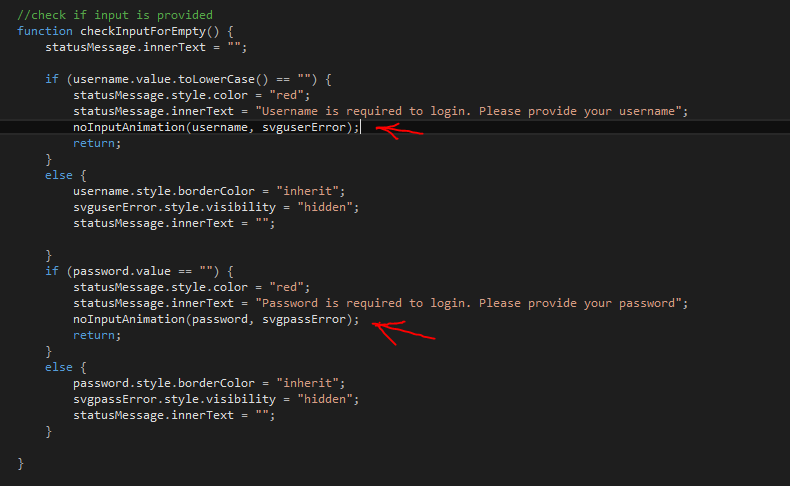 //check if input is provided
function checkInputForEmpty() {
statusMessage.innerText = "";
if (username.value.toLowerCase() == "") {
statusMessage.style.color = "red";
statusMessage.innerText = "Username is required to login. Please provide your username";
noInputAnimation(username, svguserError);
return;
}
else {
username.style.borderColor = "inherit";
svguserError.style.visibility = "hidden";
statusMessage.innerText = "";
}
if (password.value == "") {
statusMessage.style.color = "red";
statusMessage.innerText = "Password is required to login. Please provide your password";
noInputAnimation(password, svgpassError);
return;
}
else {
password.style.borderColor = "inherit";
svgpassError.style.visibility = "hidden";
statusMessage.innerText = "";
}
}